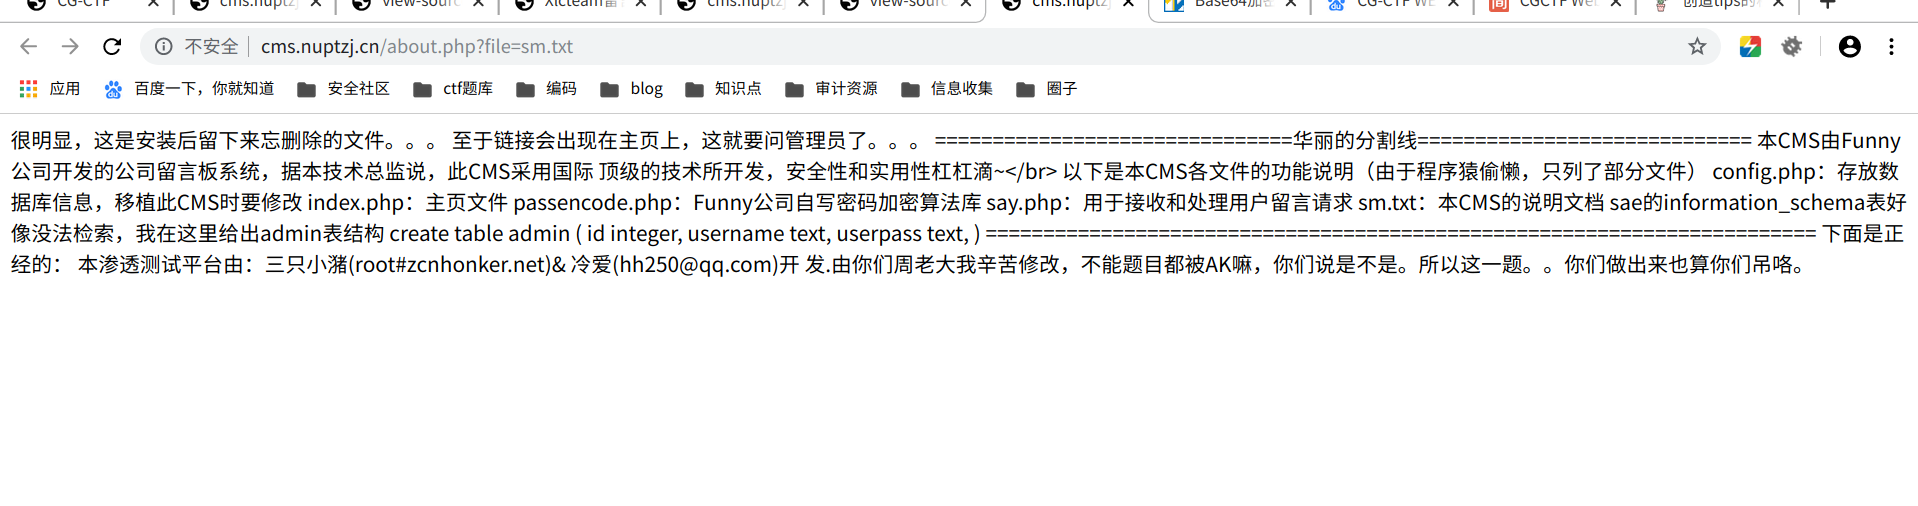 CG-CTF
cms.nuptzj
view-sourc
Xlcteam留
cms.nuptzj
view-sourc
cms.nuptzj
Base64加密
CG-CTF WE
CGCTF Web
创造tips的
不安全
cms.nuptzj.cn/about.php?file=sm.txt
应用 百度一下，你就知道 安全社区 ctf题库 编码 blog 知识点 审计资源 信息收集 圈子
很明显，这是安装后留下来忘删除的文件。。。 至于链接会出现在主页上，这就要问管理员了。。。 ===============================华丽的分割线============================= 本CMS由Funny
公司开发的公司留言板系统，据本技术总监说，此CMS采用国际 顶级的技术所开发，安全性和实用性杠杠滴~</br> 以下是本CMS各文件的功能说明（由于程序猿偷懒，只列了部分文件） config.php：存放数
据库信息，移植此CMS时要修改 index.php：主页文件 passencode.php：Funny公司自写密码加密算法库 say.php：用于接收和处理用户留言请求 sm.txt：本CMS的说明文档 sae的information_schema表好
像没法检索，我在这里给出admin表结构 create table admin ( id integer, username text, userpass text, ) ======================================================================== 下面是正
经的： 本渗透测试平台由：三只小潴(root#zcnhonker.net)& 冷爱(hh250@qq.com)开 发.由你们周老大我辛苦修改，不能题目都被AK嘛，你们说是不是。所以这一题。。你们做出来也算你们吊咯。